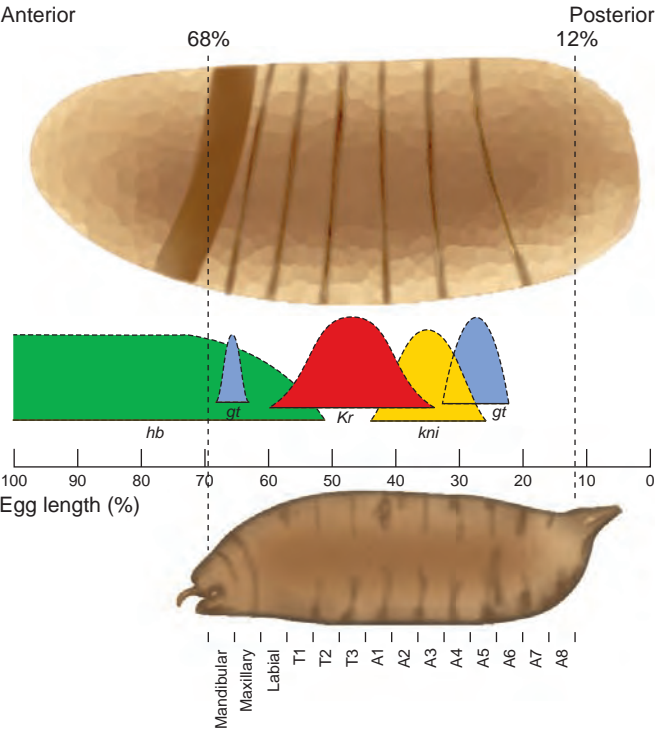 Anterior Posterior
68% 12%
gt
hb
Kr
kni
gt
100 90 80 70 60 50 40 30 20 10 0
Egg length (%)
Mandibular
Maxillary
Labial
T1
T2
T3
A1
A2
A3
A4
A5
A6
A7
A8